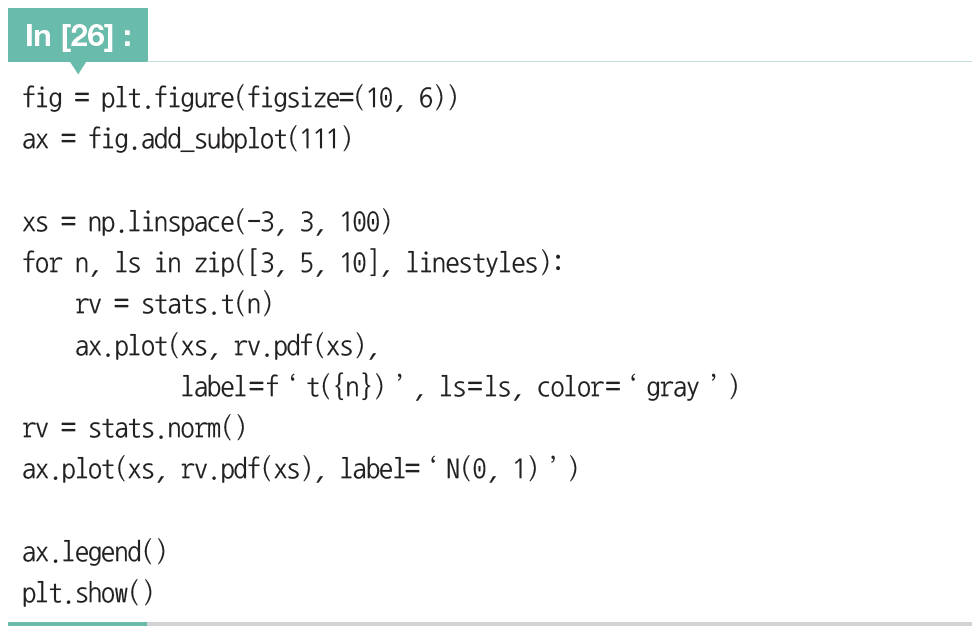 In [26] :
fig = plt.figure(figsize=(10, 6))
ax = fig.add_subplot(111)
xs = np.linspace(-3, 3, 100)
for n, ls in zip([3, 5, 10], linestyles):
    rv = stats.t(n)
    ax.plot(xs, rv.pdf(xs),
            label=f ‘ t({n}) ’ , ls=ls, color= ‘ gray ’ )
rv = stats.norm()
ax.plot(xs, rv.pdf(xs), label= ‘ N(0, 1) ’ )
ax.legend()
plt.show()